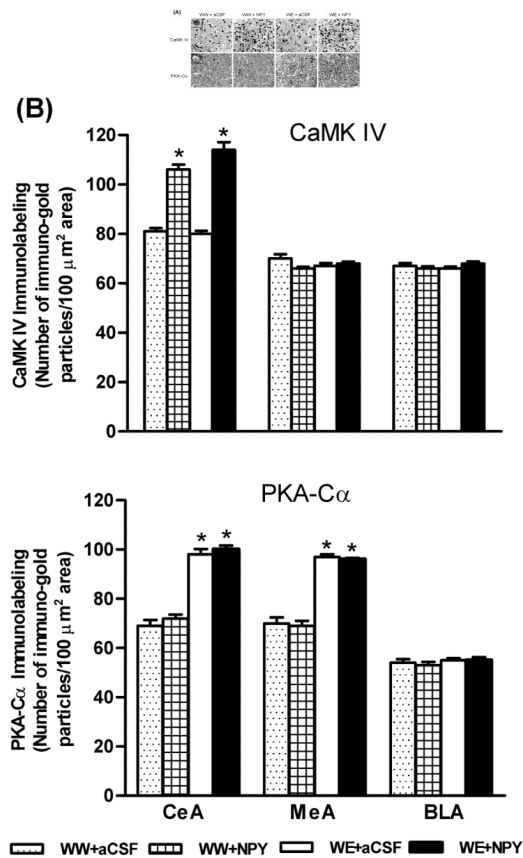 (A)
WW + aCSF WW + NPY WE + aCSF WE + NPY
CaMK IV
PKA-Cα
(B)
CaMK IV
CaMK IV Immunolabeling
(Number of immuno-gold
particles/100 μm² area)
120
100
80
60
40
20
0
* *
PKA-Cα
PKA-Cα Immunolabeling
(Number of immuno-gold
particles/100 μm² area)
120
100
80
60
40
20
0
* * * *
CeA MeA BLA
WW+aCSF WW+NPY WE+aCSF WE+NPY